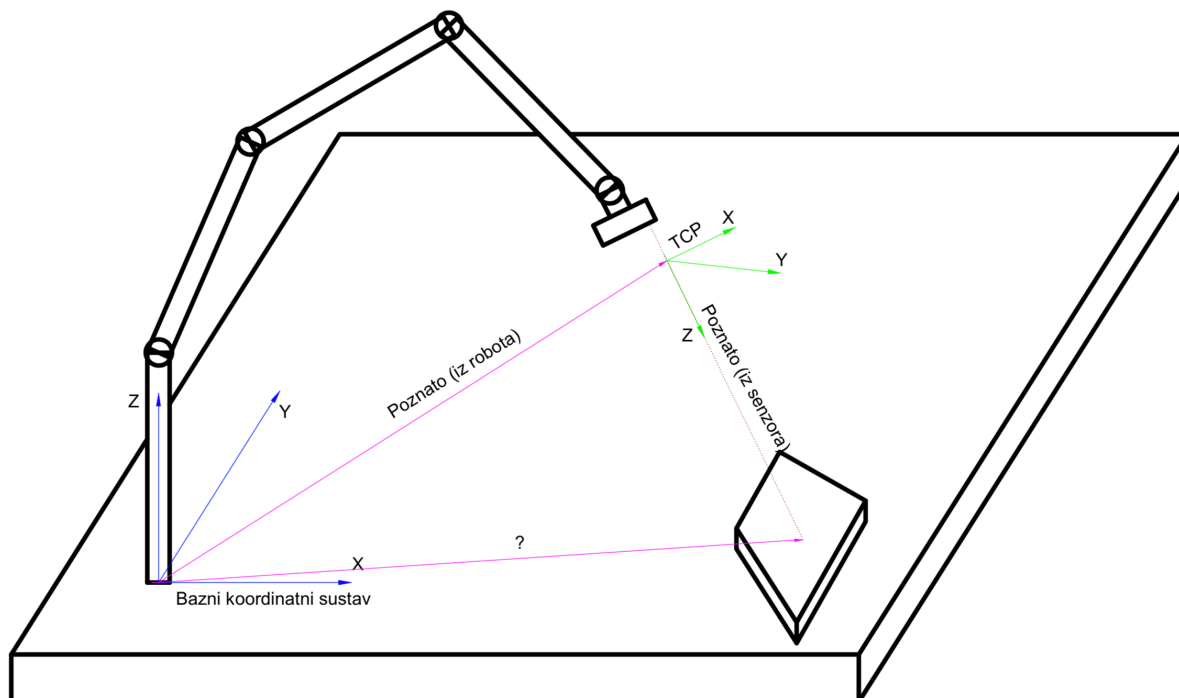 X
TCP
Y
Z
Poznato (iz robota)
Poznato (iz senzora)
Z
Y
?
X
Bazni koordinatni sustav